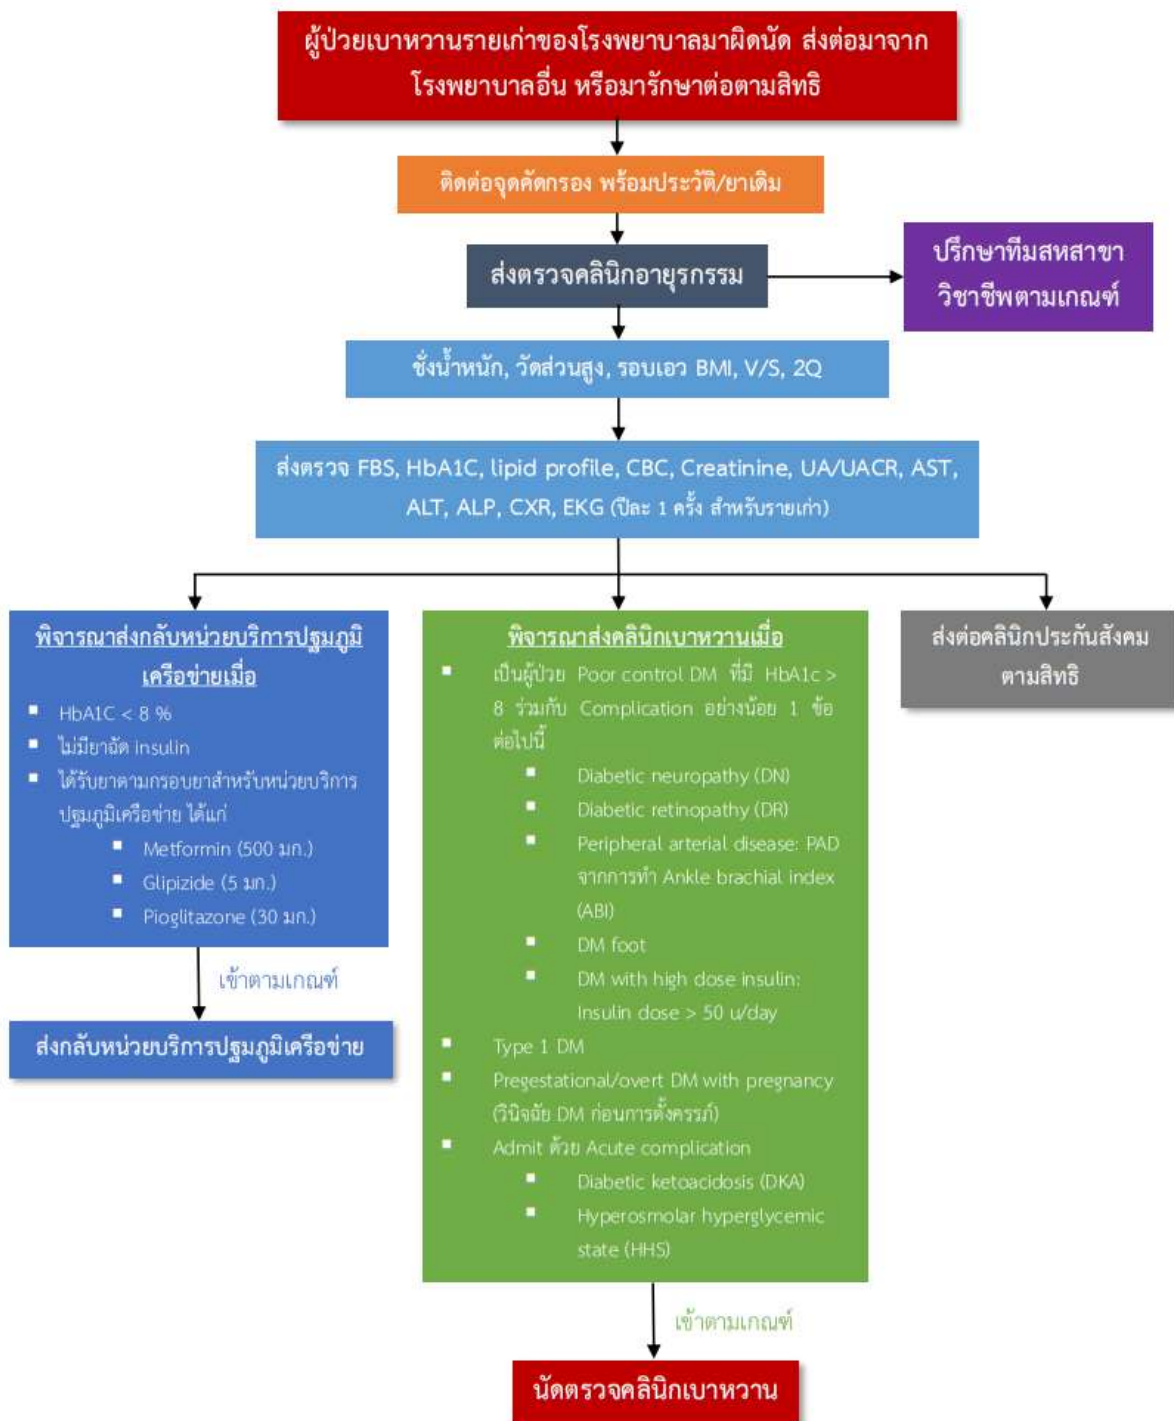 ผู้ป่วยเบาหวานรายเก่าของโรงพยาบาลมาผิดนัด ส่งต่อมาจาก
โรงพยาบาลอื่น หรือมารักษาต่อตามสิทธิ
ติดต่อจุดคัดกรอง พร้อมประวัติ/ยาเดิม
ส่งตรวจคลินิกอายุรกรรม
ปรึกษาทีมสหสาขา
วิชาชีพตามเกณฑ์
ชั่งน้ำหนัก, วัดส่วนสูง, รอบเอว BMI, V/S, 2Q
ส่งตรวจ FBS, HbA1C, lipid profile, CBC, Creatinine, UA/UACR, AST,
ALT, ALP, CXR, EKG (ปีละ 1 ครั้ง สำหรับรายเก่า)
พิจารณาส่งกลับหน่วยบริการปฐมภูมิ
เครือข่ายเมื่อ
▪ HbA1C < 8 %
▪ ไม่มียาฉีด insulin
▪ ได้รับยาตามกรอบยาสำหรับหน่วยบริการ
ปฐมภูมิเครือข่าย ได้แก่
▪ Metformin (500 มก.)
▪ Glipizide (5 มก.)
▪ Pioglitazone (30 มก.)
เข้าตามเกณฑ์
ส่งกลับหน่วยบริการปฐมภูมิเครือข่าย
พิจารณาส่งคลินิกเบาหวานเมื่อ
▪ เป็นผู้ป่วย Poor control DM ที่มี HbA1c >
8 ร่วมกับ Complication อย่างน้อย 1 ข้อ
ต่อไปนี้
▪ Diabetic neuropathy (DN)
▪ Diabetic retinopathy (DR)
▪ Peripheral arterial disease: PAD
จากการทำ Ankle brachial index
(ABI)
▪ DM foot
▪ DM with high dose insulin:
Insulin dose > 50 u/day
▪ Type 1 DM
▪ Pregestational/overt DM with pregnancy
(วินิจฉัย DM ก่อนการตั้งครรภ์)
▪ Admit ด้วย Acute complication
▪ Diabetic ketoacidosis (DKA)
▪ Hyperosmolar hyperglycemic
state (HHS)
เข้าตามเกณฑ์
นัดตรวจคลินิกเบาหวาน
ส่งต่อคลินิกประกันสังคม
ตามสิทธิ